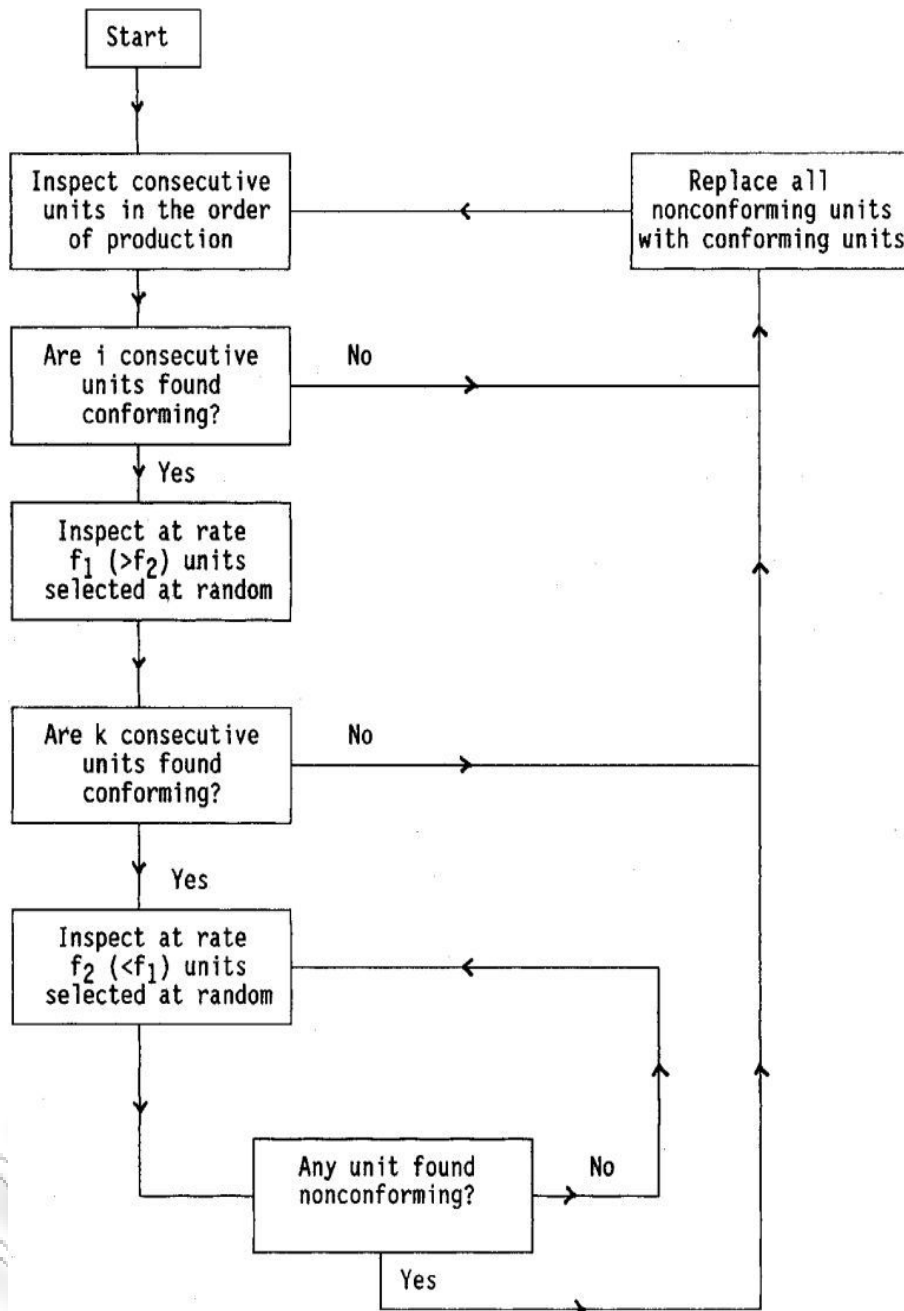 Start
Inspect consecutive
units in the order
of production
Replace all
nonconforming units
with conforming units
Are i consecutive
units found
conforming?
No
Yes
Inspect at rate
f₁ (>f₂) units
selected at random
Are k consecutive
units found
conforming?
No
Yes
Inspect at rate
f₂ (<f₁) units
selected at random
Any unit found
nonconforming?
No
Yes